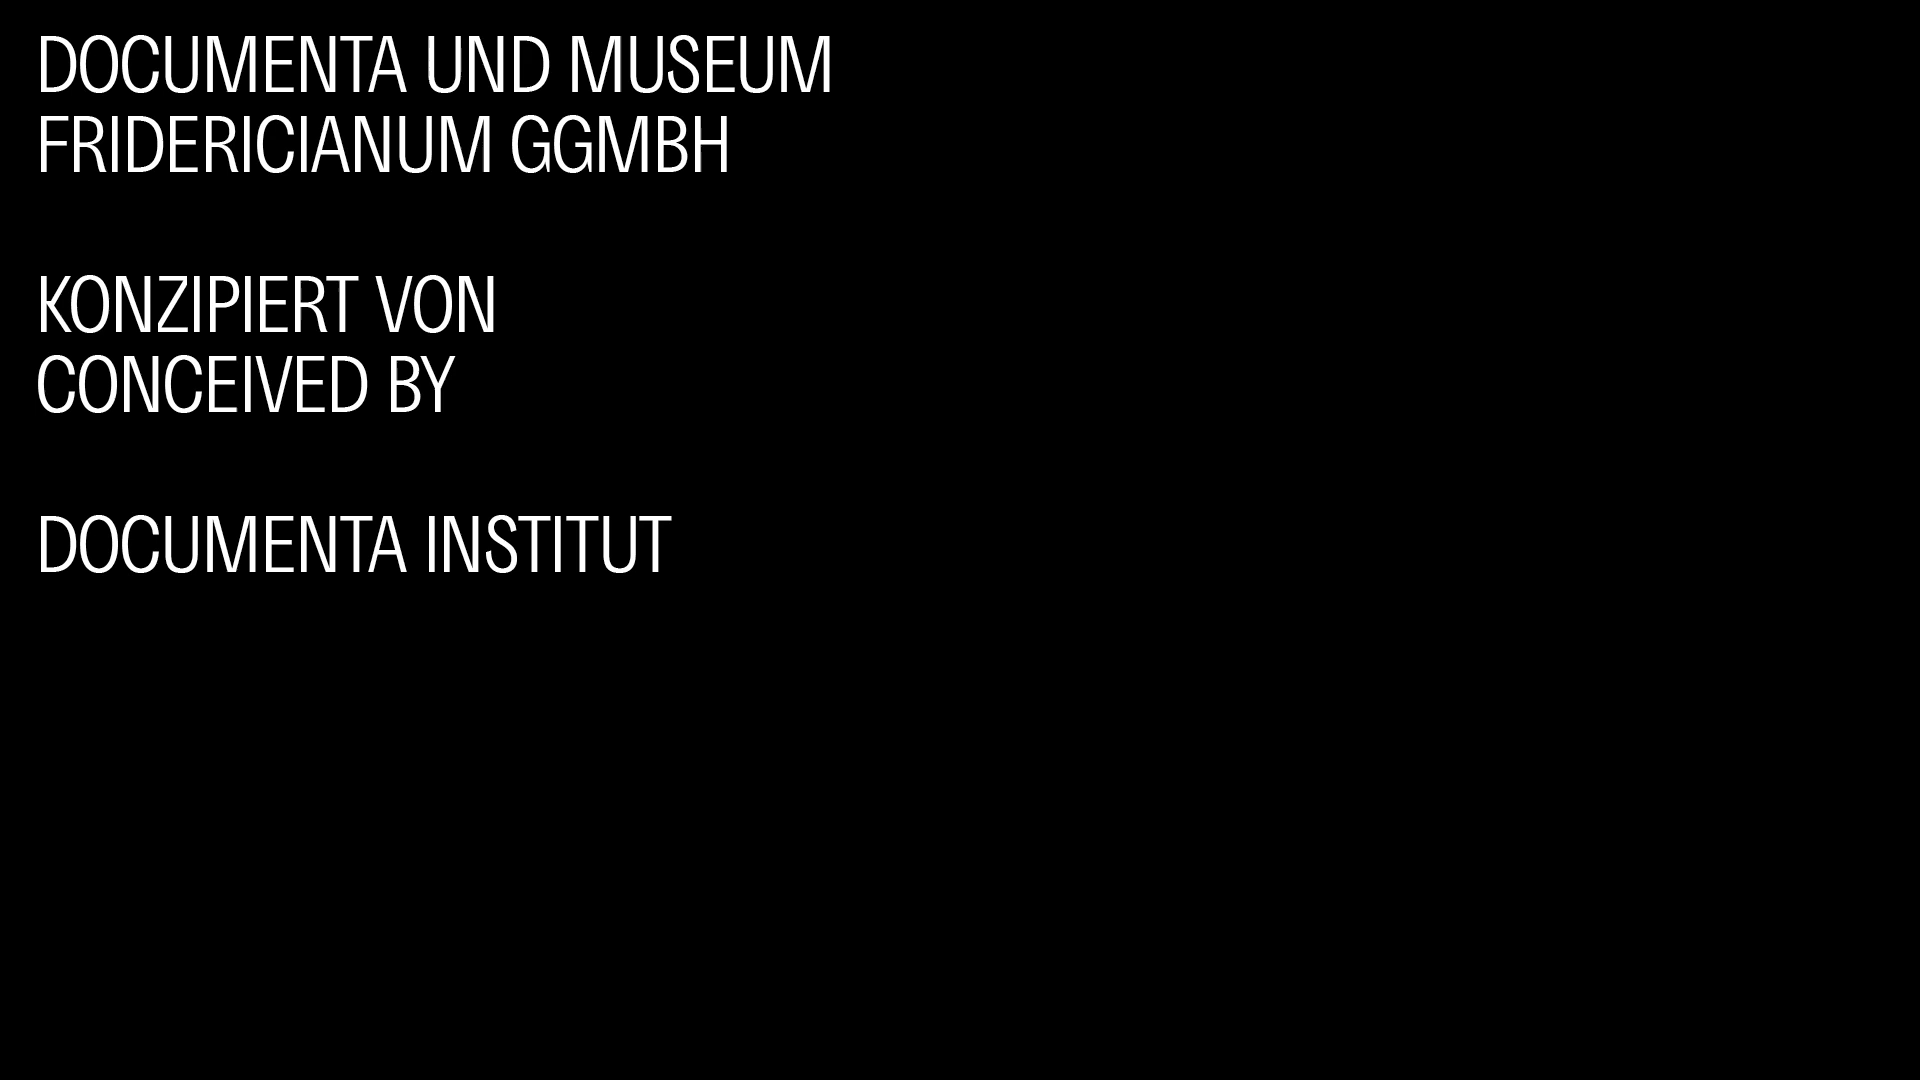 DOCUMENTA UND MUSEUM
FRIDERICIANUM GGMBH
KONZIPIERT VON
CONCEIVED BY
DOCUMENTA INSTITUT